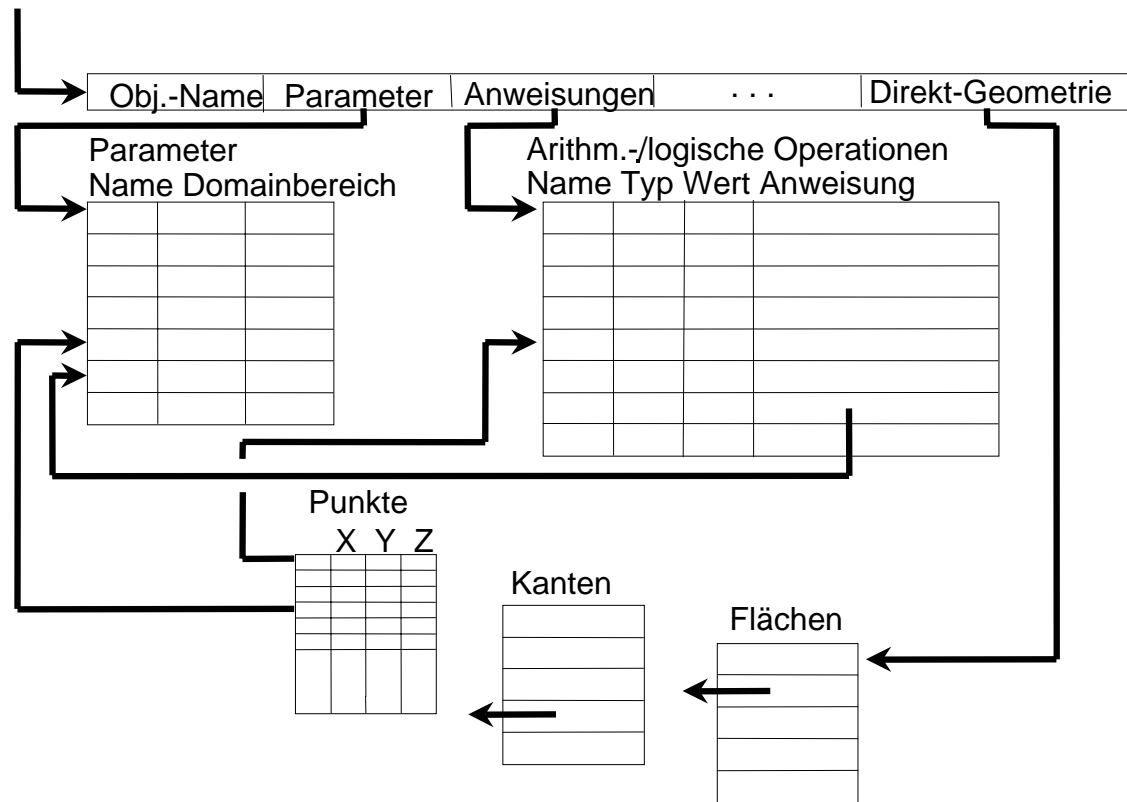 Obj.-Name Parameter Anweisungen . . . Direkt-Geometrie
Parameter
Name Domainbereich
Arithm.-/logische Operationen
Name Typ Wert Anweisung
Punkte
X Y Z
Kanten
Flächen